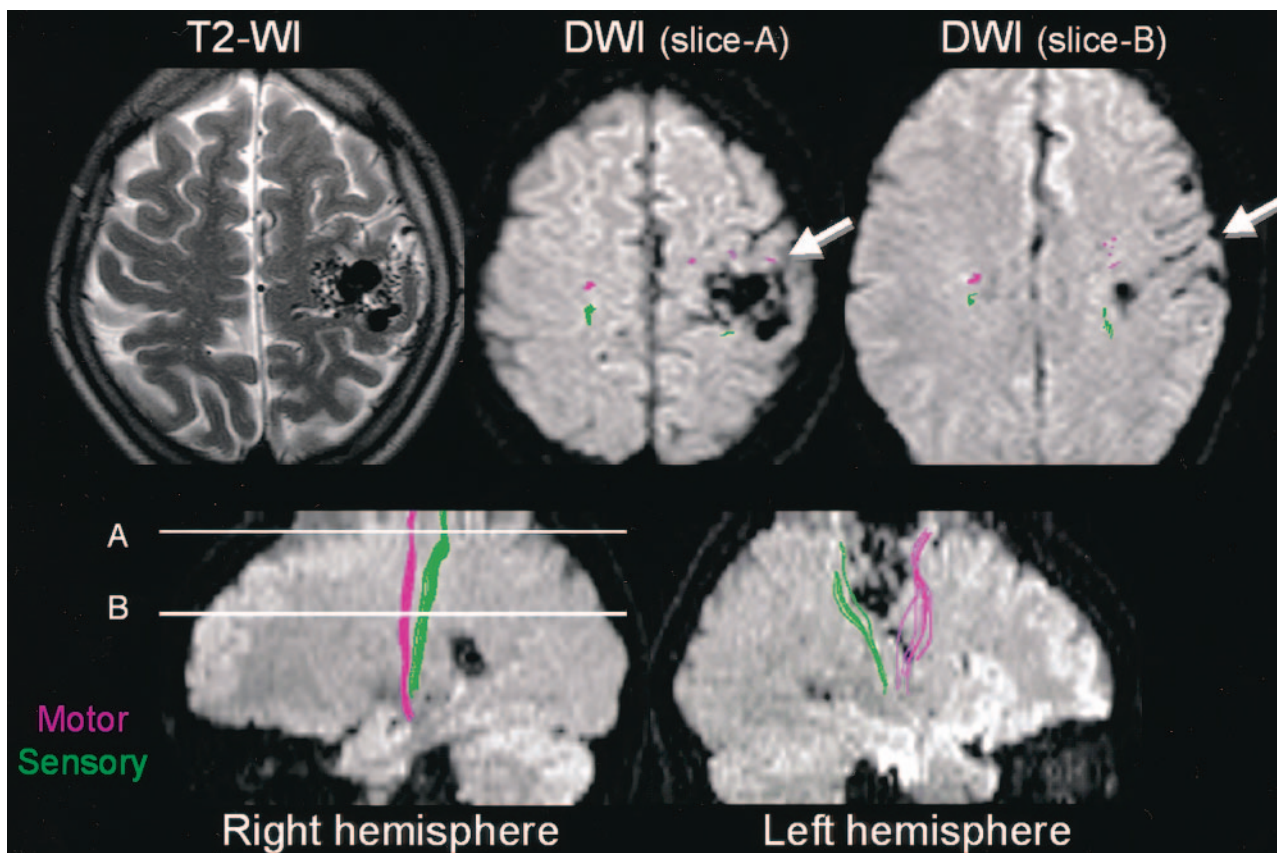 T2-WI
DWI (slice-A)
DWI (slice-B)
A
B
Motor
Sensory
Right hemisphere
Left hemisphere